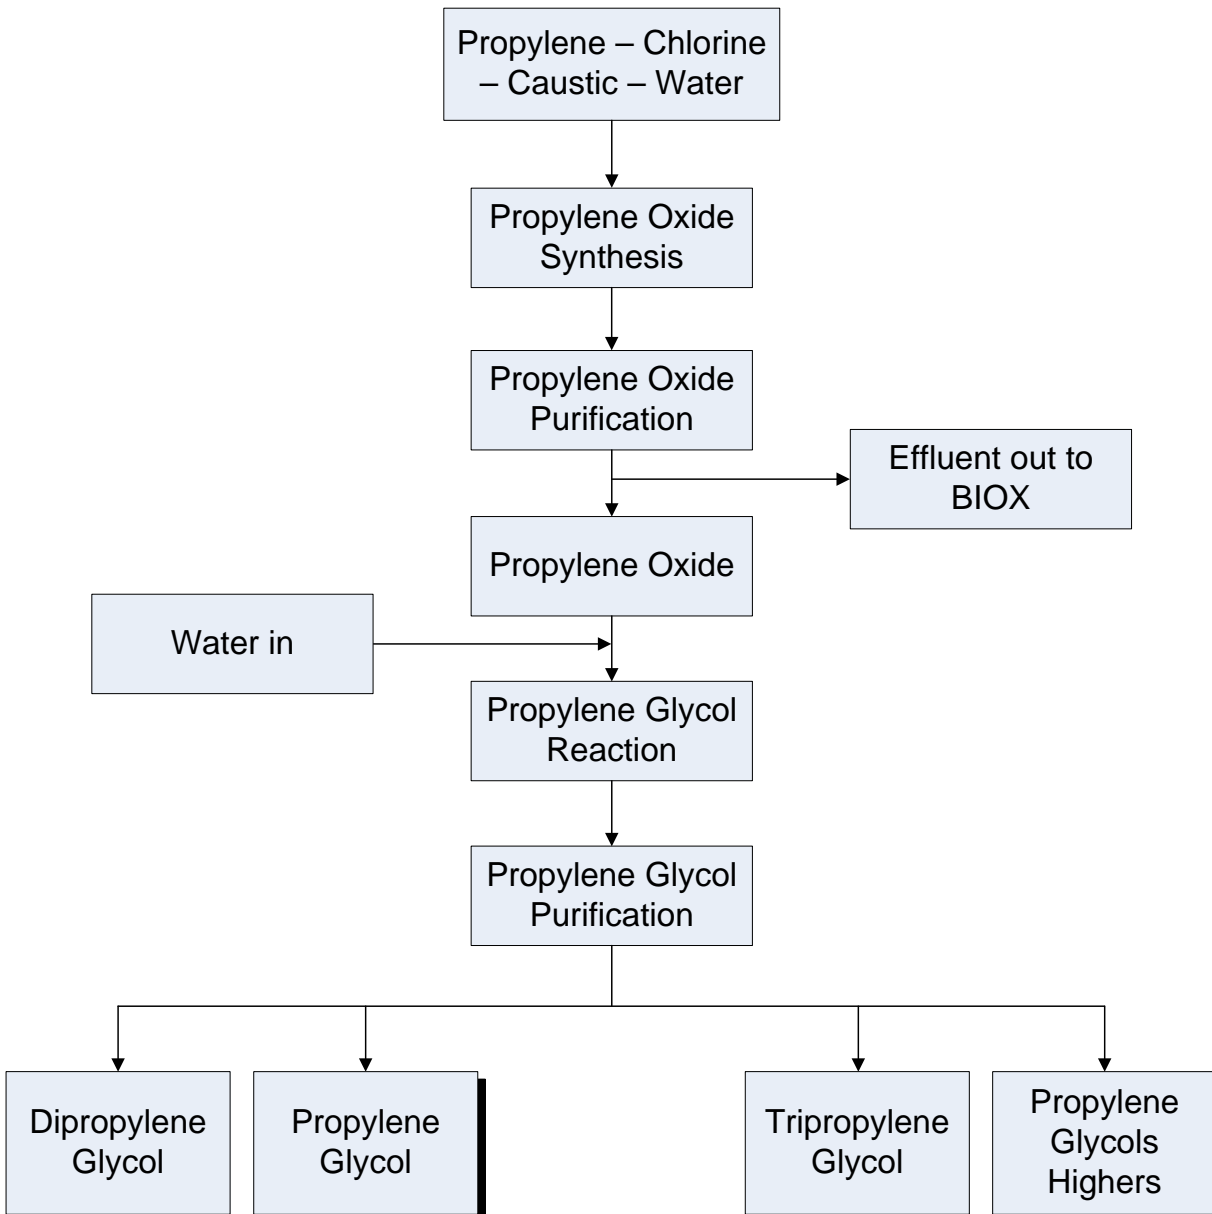 Propylene – Chlorine
– Caustic – Water
Propylene Oxide
Synthesis
Propylene Oxide
Purification
Effluent out to
BIOX
Propylene Oxide
Water in
Propylene Glycol
Reaction
Propylene Glycol
Purification
Dipropylene
Glycol
Propylene
Glycol
Tripropylene
Glycol
Propylene
Glycols
Highers